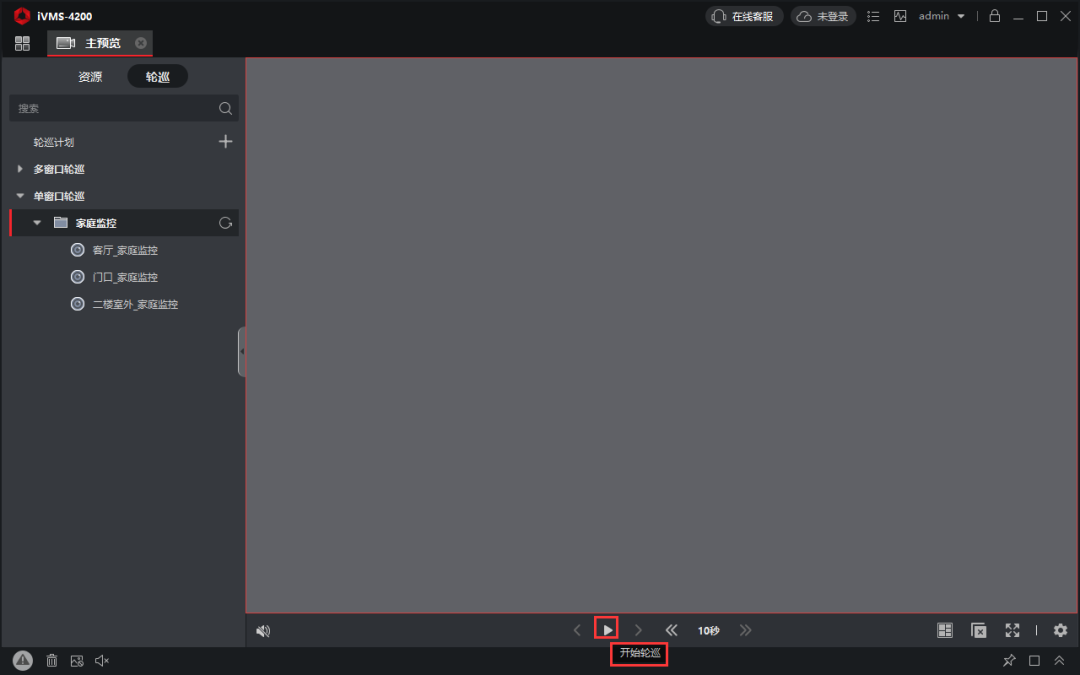 iVMS-4200
在线客服
未登录
admin
主预览
资源
轮巡
搜索
轮巡计划
多窗口轮巡
单窗口轮巡
家庭监控
客厅_家庭监控
门口_家庭监控
二楼室外_家庭监控
10秒
开始轮巡